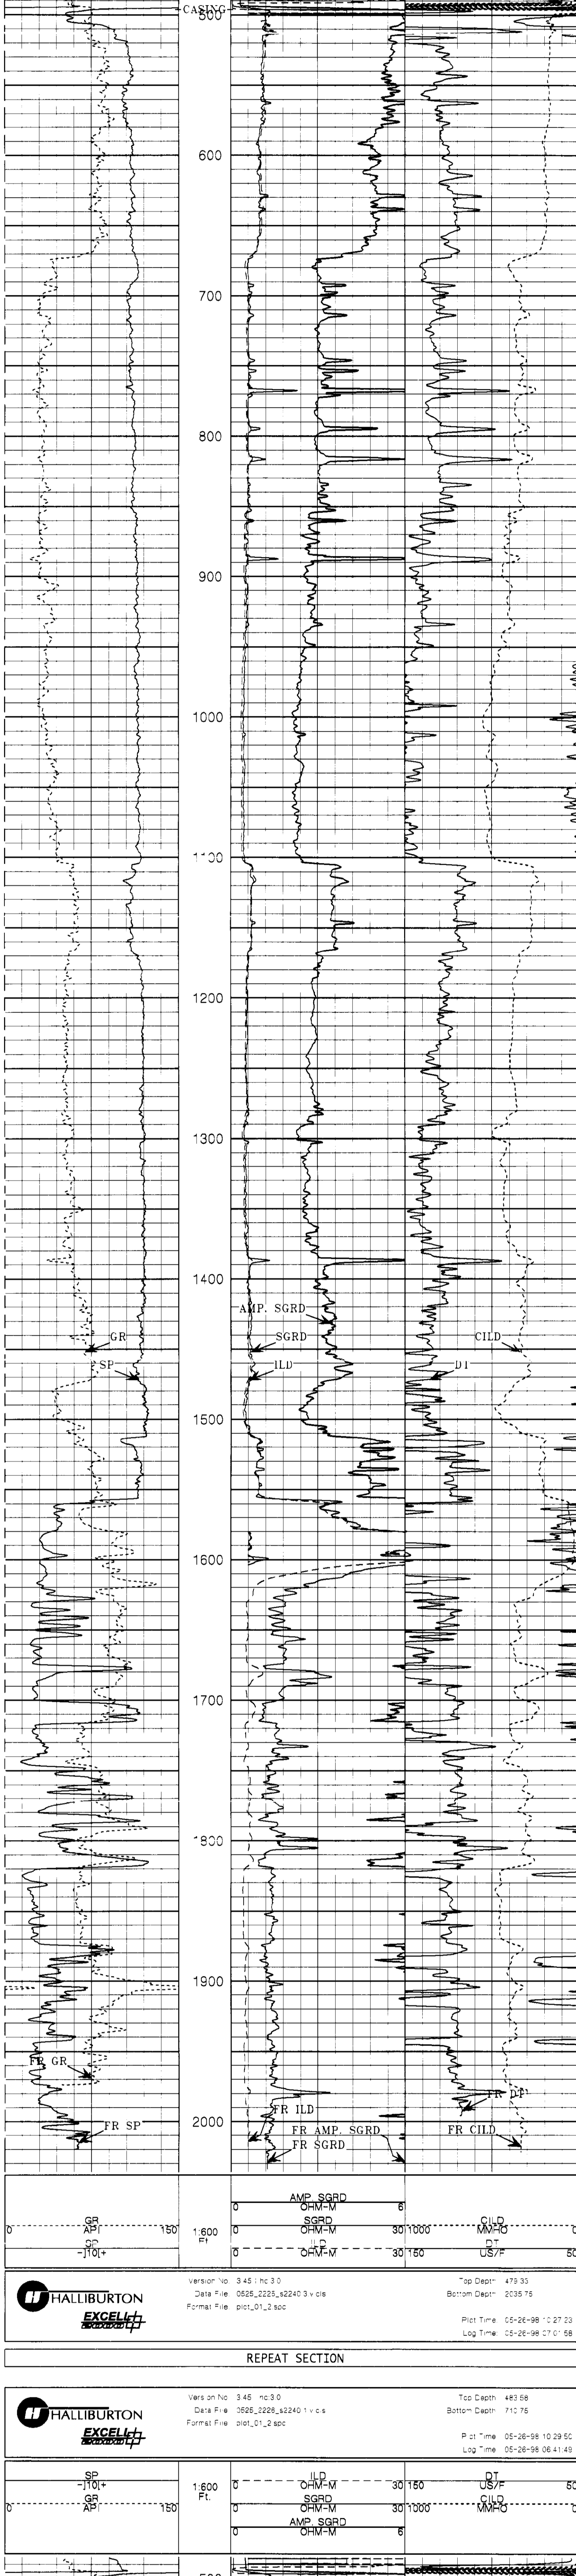 CASING
500
600
700
800
900
1000
1100
1200
1300
1400
AMP. SGRD
GR SGRD CILD
SP ILD DT
1500
1600
1700
1800
1900
FR GR
FR DT
FR ILD
2000
FR SP FR AMP. SGRD FR CILD
FR SGRD
AMP SGRD
0 OHM-M 6
GR SGRD CILD
0 API 150 1:600 0 OHM-M 30 1000 MMHO 0
SP Ft ILD DT
-]10[+ 0 OHM-M 30 150 US/F 50
HALLIBURTON
EXCELL
Version No 3.45 hc 3.0 Top Depth 479.33
Data File Bottom Depth 2035.75
Format File plot_01_2.spc
Plot Time 05-26-98 10:27:23
Log Time: 05-26-98 07:01:58
REPEAT SECTION
HALLIBURTON
EXCELL
Version No 3.45 hc 3.0 Top Depth 483.58
Data File Bottom Depth 710.75
Format File plot_01_2.spc
Plot Time 05-26-98 10:29:50
Log Time: 05-26-98 06:41:49
SP ILD DT
-]10[+ 1:600 0 OHM-M 30 150 US/F 50
GR Ft. SGRD CILD
0 API 150 0 OHM-M 30 1000 MMHO 0
AMP. SGRD
0 OHM-M 6